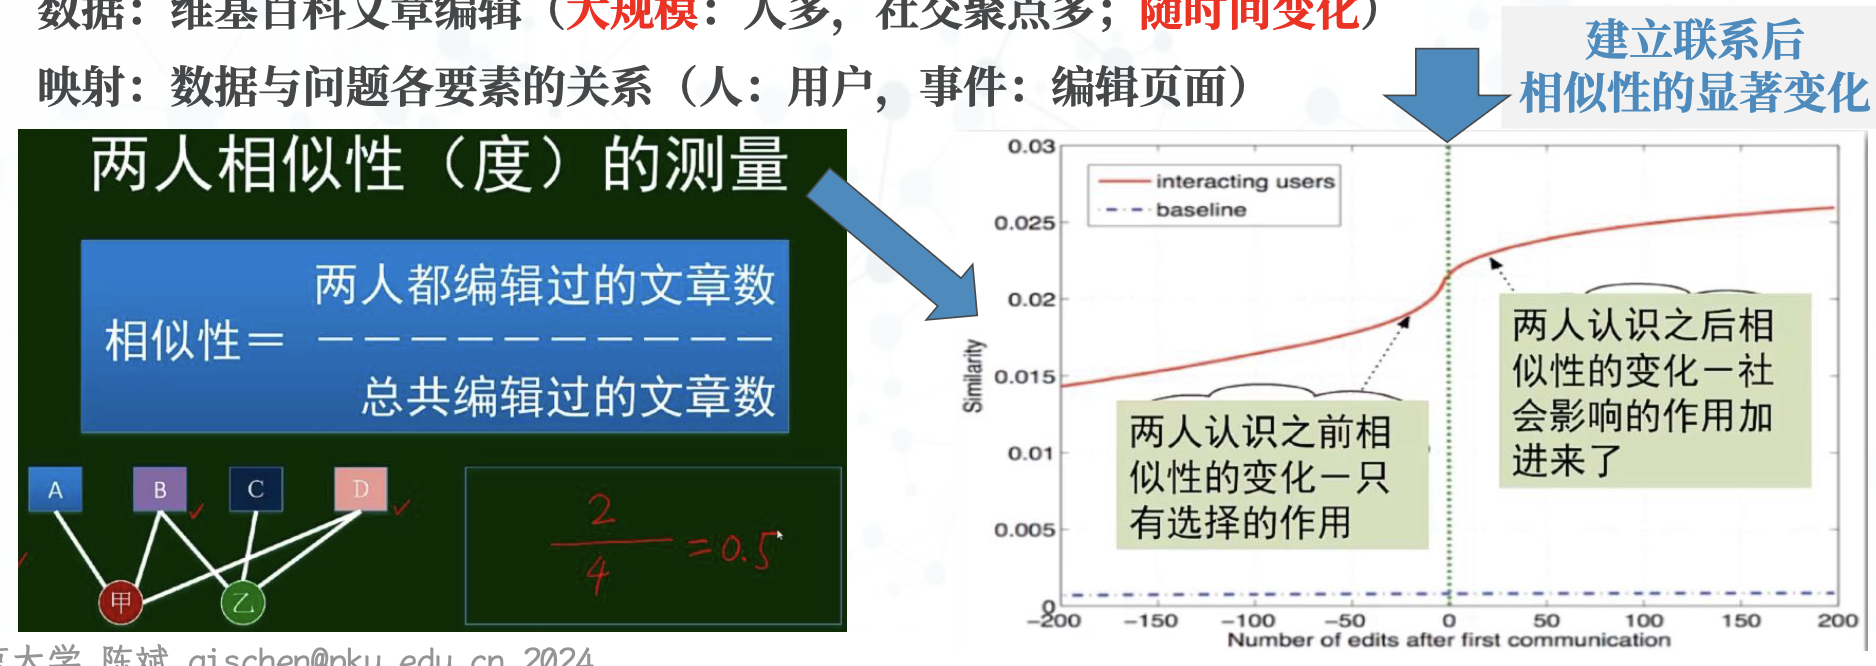 数据：维基百科文章编辑（大规模：人多，社交聚点多；随时间变化）
映射：数据与问题各要素的关系（人：用户，事件：编辑页面）
建立联系后
相似性的显著变化
两人相似性（度）的测量
相似性＝
两人都编辑过的文章数
－－－－－－－－－－
总共编辑过的文章数
A B C D
甲 乙
2
4
=0.5
0.03
0.025
0.02
0.015
0.01
0.005
0
Similarity
interacting users
baseline
两人认识之前相
似性的变化－只
有选择的作用
两人认识之后相
似性的变化－社
会影响的作用加
进来了
−200 −150 −100 −50 0 50 100 150 200
Number of edits after first communication
京大学 陈斌 gischen@pku.edu.cn 2024